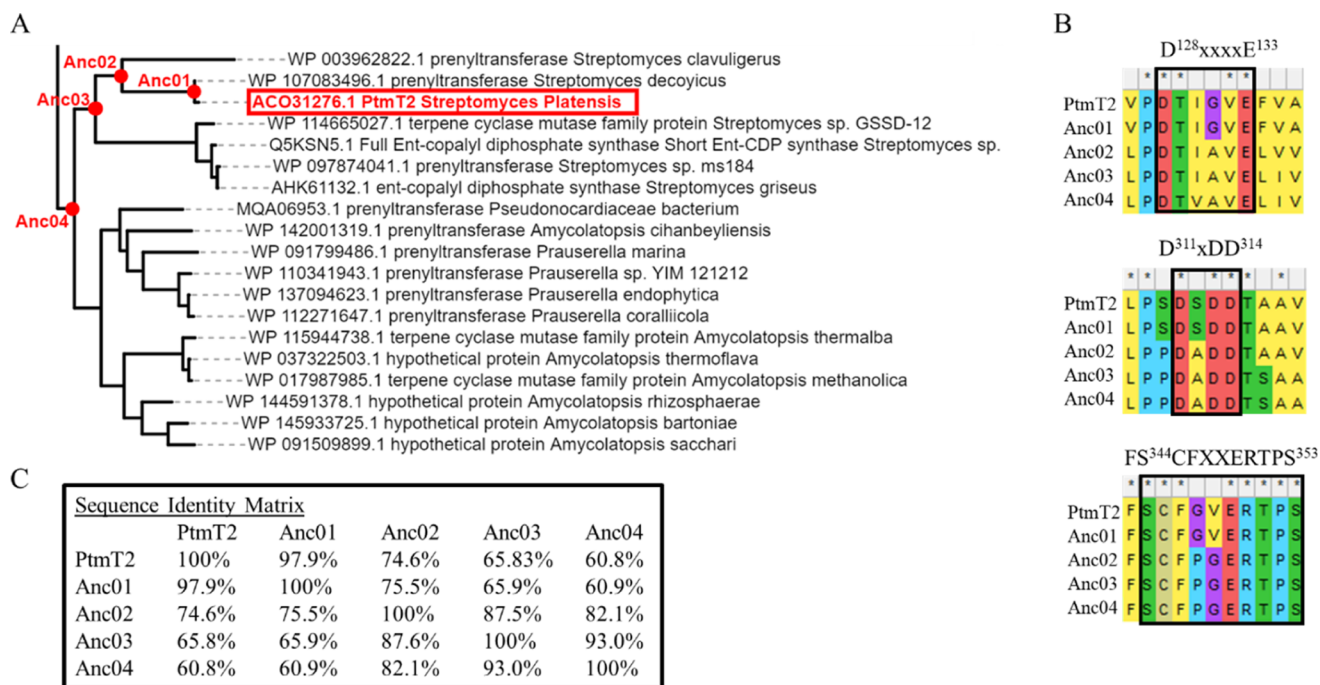 A
Anc02
Anc01
Anc03
Anc04
WP 003962822.1 prenyltransferase Streptomyces clavuligerus
WP 107083496.1 prenyltransferase Streptomyces decoyicus
ACO31276.1 PtmT2 Streptomyces Platensis
WP 114665027.1 terpene cyclase mutase family protein Streptomyces sp. GSSD-12
Q5KSN5.1 Full Ent-copalyl diphosphate synthase Short Ent-CDP synthase Streptomyces sp.
WP 097874041.1 prenyltransferase Streptomyces sp. ms184
AHK61132.1 ent-copalyl diphosphate synthase Streptomyces griseus
MQA06953.1 prenyltransferase Pseudonocardiaceae bacterium
WP 142001319.1 prenyltransferase Amycolatopsis cihanbeyliensis
WP 091799486.1 prenyltransferase Prauserella marina
WP 110341943.1 prenyltransferase Prauserella sp. YIM 121212
WP 137094623.1 prenyltransferase Prauserella endophytica
WP 112271647.1 prenyltransferase Prauserella coralliicola
WP 115944738.1 terpene cyclase mutase family protein Amycolatopsis thermalba
WP 037322503.1 hypothetical protein Amycolatopsis thermoflava
WP 017987985.1 terpene cyclase mutase family protein Amycolatopsis methanolica
WP 144591378.1 hypothetical protein Amycolatopsis rhizosphaerae
WP 145933725.1 hypothetical protein Amycolatopsis bartoniae
WP 091509899.1 hypothetical protein Amycolatopsis sacchari
B
D128xxxxE133
* * * *
PtmT2 V P D T I G V E F V A
Anc01 V P D T I G V E F V A
Anc02 L P D T I A V E L V V
Anc03 L P D T I A V E L I V
Anc04 L P D T V A V E L I V
D311xDD314
* * * * * * *
PtmT2 L P S D S D D T A A V
Anc01 L P S D S D D T A A V
Anc02 L P P D A D D T A A V
Anc03 L P P D A D D T S A A
Anc04 L P P D A D D T S A A
FS344CFXXERTPS353
* * * * * * * * *
PtmT2 F S C F G V E R T P S
Anc01 F S C F G V E R T P S
Anc02 F S C F P G E R T P S
Anc03 F S C F P G E R T P S
Anc04 F S C F P G E R T P S
C
Sequence Identity Matrix
PtmT2 Anc01 Anc02 Anc03 Anc04
PtmT2 100% 97.9% 74.6% 65.83% 60.8%
Anc01 97.9% 100% 75.5% 65.9% 60.9%
Anc02 74.6% 75.5% 100% 87.5% 82.1%
Anc03 65.8% 65.9% 87.6% 100% 93.0%
Anc04 60.8% 60.9% 82.1% 93.0% 100%